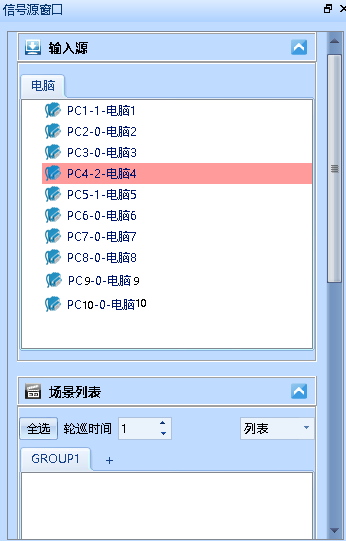 信号源窗口
输入源
电脑
PC1-1-电脑1
PC2-0-电脑2
PC3-0-电脑3
PC4-2-电脑4
PC5-1-电脑5
PC6-0-电脑6
PC7-0-电脑7
PC8-0-电脑8
PC9-0-电脑9
PC10-0-电脑10
场景列表
全选 轮巡时间 1 列表
GROUP1 +